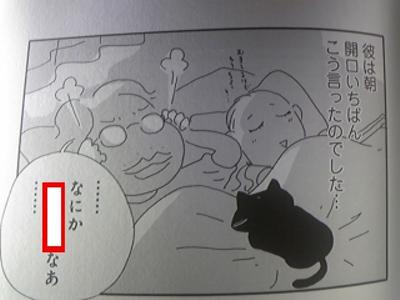 彼は朝
開口いちばん
こう言ったのでした…
……
なにか
なあ
……